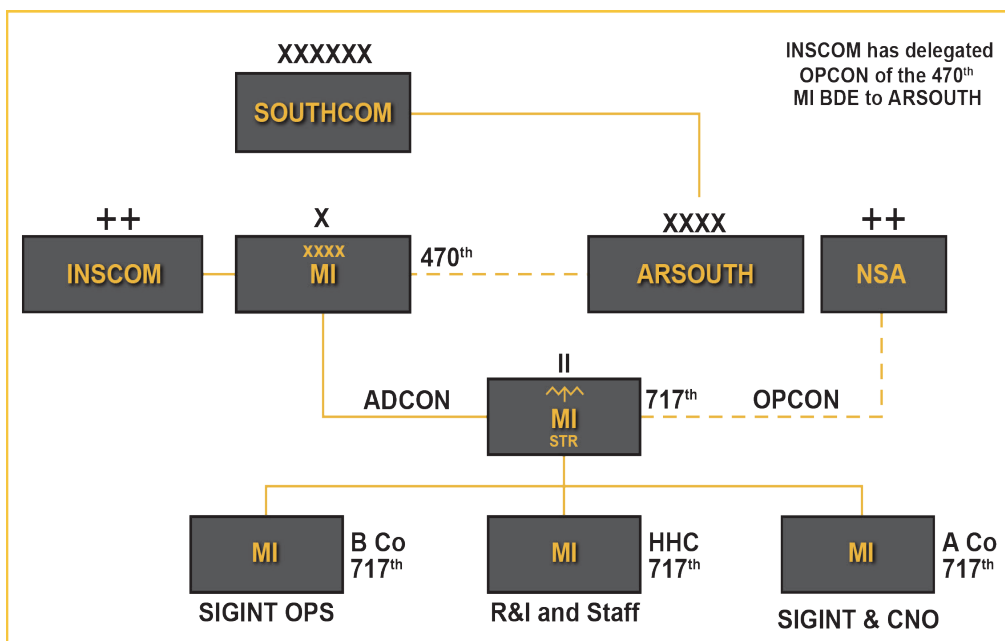 XXXXXX
SOUTHCOM
INSCOM has delegated
OPCON of the 470th
MI BDE to ARSOUTH
++
INSCOM
X
XXXX
MI
470th
XXXX
ARSOUTH
++
NSA
ADCON
II
MI
STR
717th
OPCON
MI
B Co
717th
SIGINT OPS
MI
HHC
717th
R&I and Staff
MI
A Co
717th
SIGINT & CNO